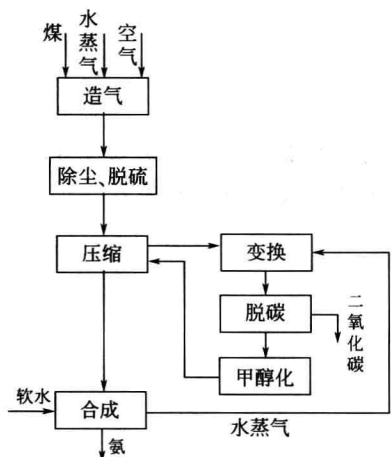 煤
水蒸气
空气
造气
除尘、脱硫
压缩
变换
脱碳
二氧化碳
甲醇化
软水
合成
水蒸气
氨